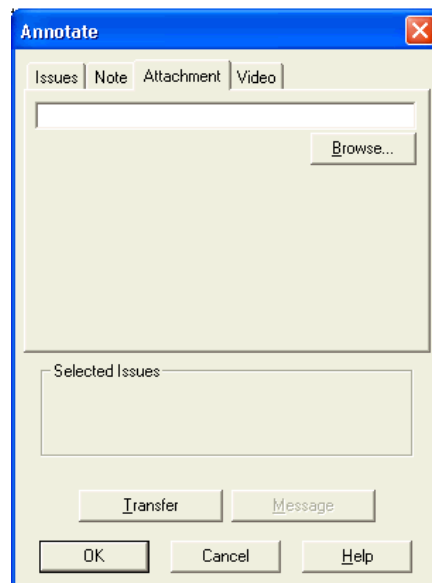 Annotate
Issues Note Attachment Video
Browse...
Selected Issues
Transfer Message
OK Cancel Help